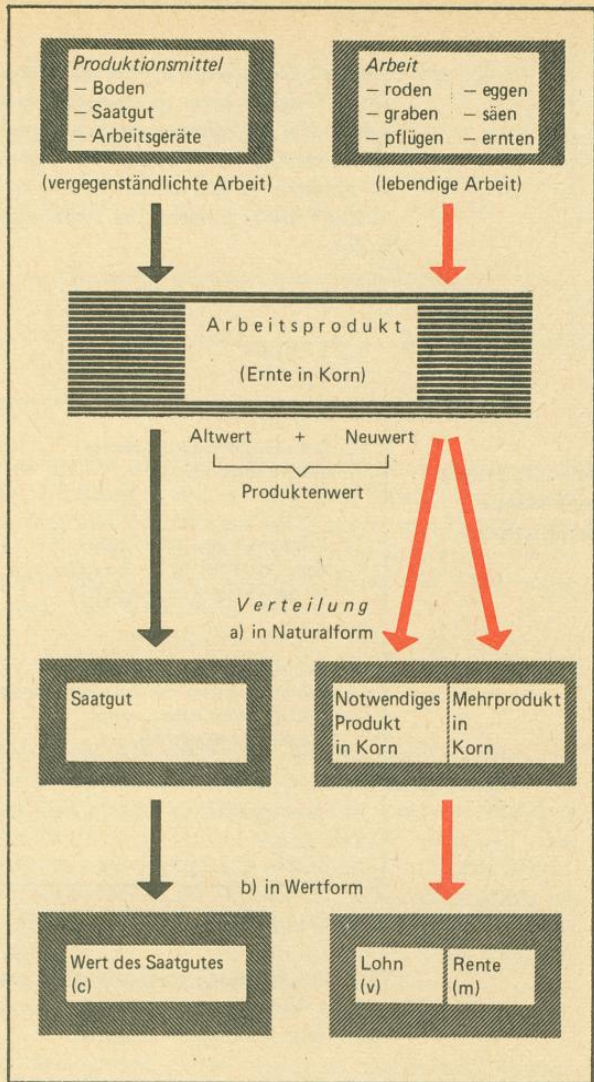 Produktionsmittel
– Boden
– Saatgut
– Arbeitsgeräte
(vergegenständlichte Arbeit)
Arbeit
– roden – eggen
– graben – säen
– pflügen – ernten
(lebendige Arbeit)
Arbeitsprodukt
(Ernte in Korn)
Altwert + Neuwert
Produktenwert
Verteilung
a) in Naturalform
Saatgut
Notwendiges
Produkt
in Korn
Mehrprodukt
in
Korn
b) in Wertform
Wert des Saatgutes
(c)
Lohn
(v)
Rente
(m)